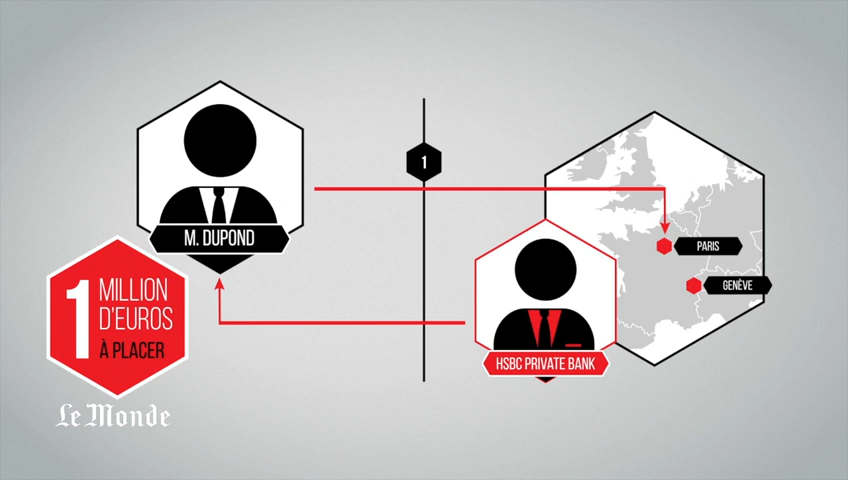 1
M. DUPOND
PARIS
GENÈVE
1 MILLION
D'EUROS
À PLACER
HSBC PRIVATE BANK
Le Monde